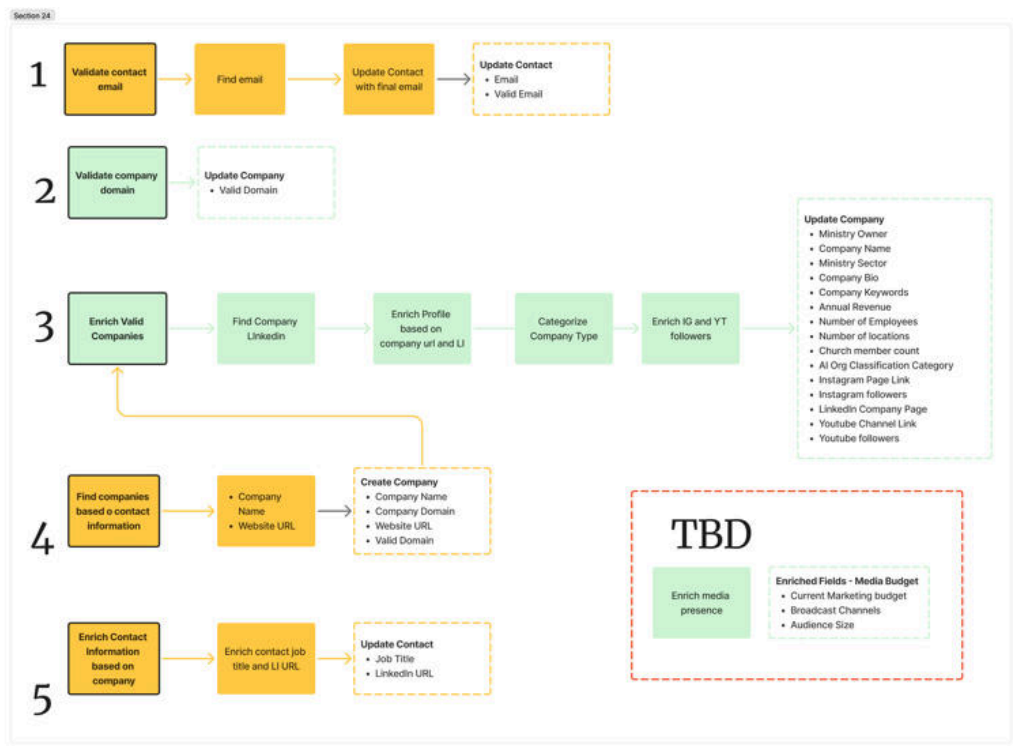 Section 24
1
Validate contact
email
Find email
Update Contact
with final email
Update Contact
• Email
• Valid Email
2
Validate company
domain
Update Company
• Valid Domain
3
Enrich Valid
Companies
Find Company
LInkedin
Enrich Profile
based on
company url and LI
Categorize
Company Type
Enrich IG and YT
followers
Update Company
• Ministry Owner
• Company Name
• Ministry Sector
• Company Bio
• Company Keywords
• Annual Revenue
• Number of Employees
• Number of locations
• Church member count
• AI Org Classification Category
• Instagram Page Link
• Instagram followers
• LinkedIn Company Page
• Youtube Channel Link
• Youtube followers
4
Find companies
based o contact
information
• Company
Name
• Website URL
Create Company
• Company Name
• Company Domain
• Website URL
• Valid Domain
TBD
Enrich media
presence
Enriched Fields - Media Budget
• Current Marketing budget
• Broadcast Channels
• Audience Size
5
Enrich Contact
Information
based on
company
Enrich contact job
title and LI URL
Update Contact
• Job Title
• LinkedIn URL